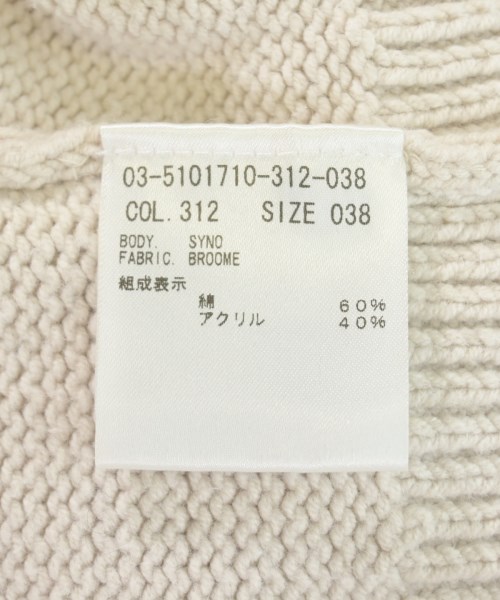 03-5101710-312-038
COL. 312 SIZE 038
BODY. SYNO
FABRIC. BROOME
組成表示
綿 60%
アクリル 40%